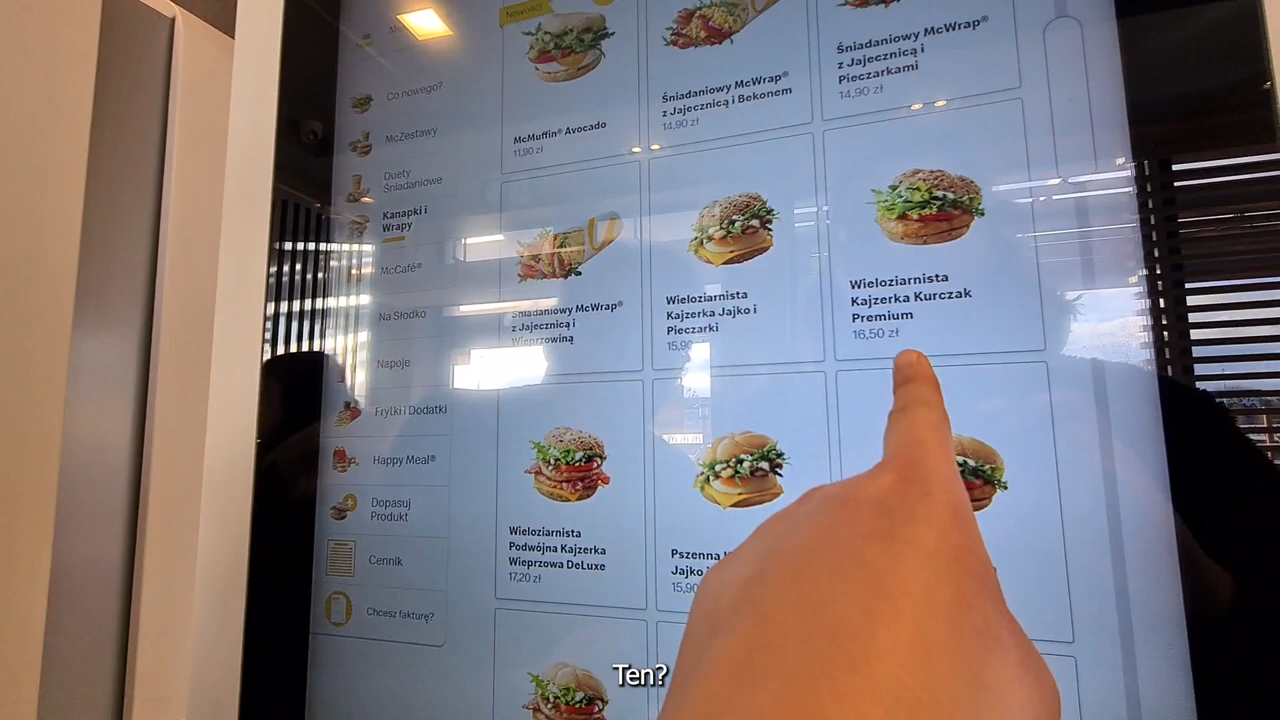 Nowość!
McMuffin® Avocado
11,90 zł
Śniadaniowy McWrap®
z Jajecznicą i Bekonem
14,90 zł
Śniadaniowy McWrap®
z Jajecznicą i
Pieczarkami
14,90 zł
Co nowego?
McZestawy
Duety
Śniadaniowe
Kanapki i
Wrapy
McCafé®
Na Słodko
Napoje
Frytki i Dodatki
Happy Meal®
Dopasuj
Produkt
Cennik
Chcesz fakturę?
Śniadaniowy McWrap®
z Jajecznicą i
Wieprzowiną
Wieloziarnista
Kajzerka Jajko i
Pieczarki
15,90
Wieloziarnista
Kajzerka Kurczak
Premium
16,50 zł
Wieloziarnista
Podwójna Kajzerka
Wieprzowa DeLuxe
17,20 zł
Pszenna
Jajko
15,90
Ten?